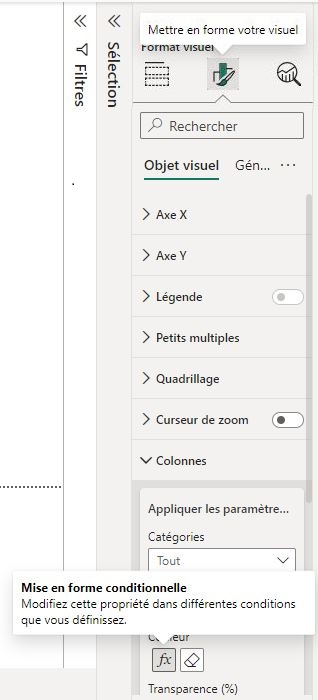 Mettre en forme votre visuel
Format visuel
Filtres
Sélection
Rechercher
Objet visuel Gén... ...
Axe X
Axe Y
Légende
Petits multiples
Quadrillage
Curseur de zoom
Colonnes
Appliquer les paramètre...
Catégories
Tout
Mise en forme conditionnelle
Modifiez cette propriété dans différentes conditions
que vous définissez.
Couleur
fx
Transparence (%)